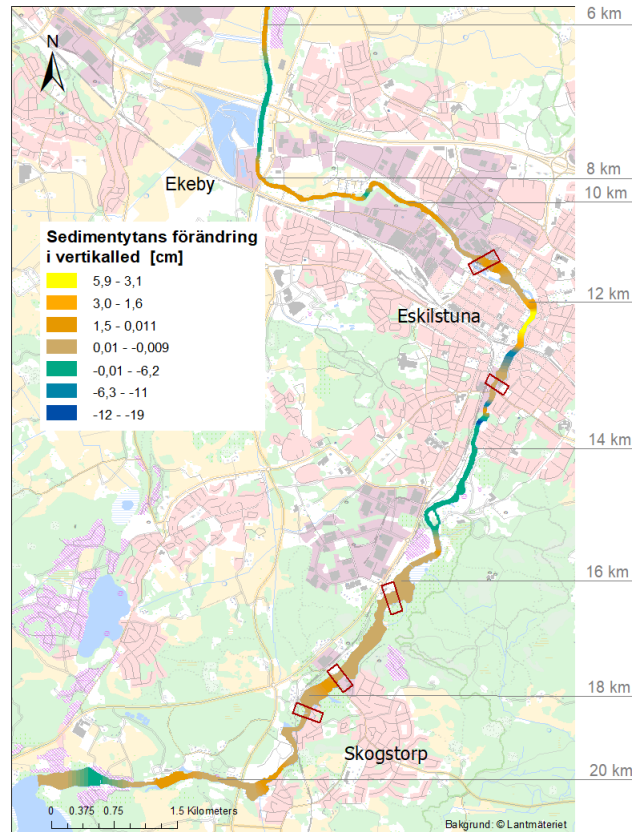 6 km
N
8 km
Ekeby
10 km
Sedimentytans förändring
i vertikalled [cm]
5,9 – 3,1
3,0 - 1,6
1,5 - 0,011
0,01 - -0,009
-0,01 - -6,2
-6,3 - -11
-12 - -19
12 km
Eskilstuna
14 km
16 km
18 km
Skogstorp
20 km
0 0.375 0.75 1.5 Kilometers
Bakgrund: © Lantmäteriet